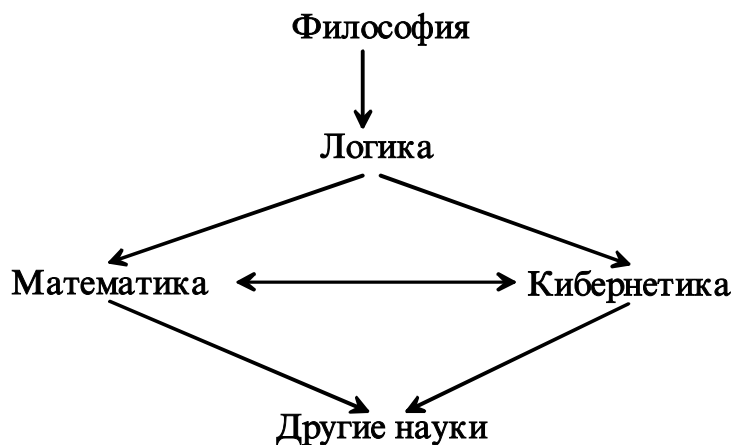 Философия
Логика
Математика
Кибернетика
Другие науки